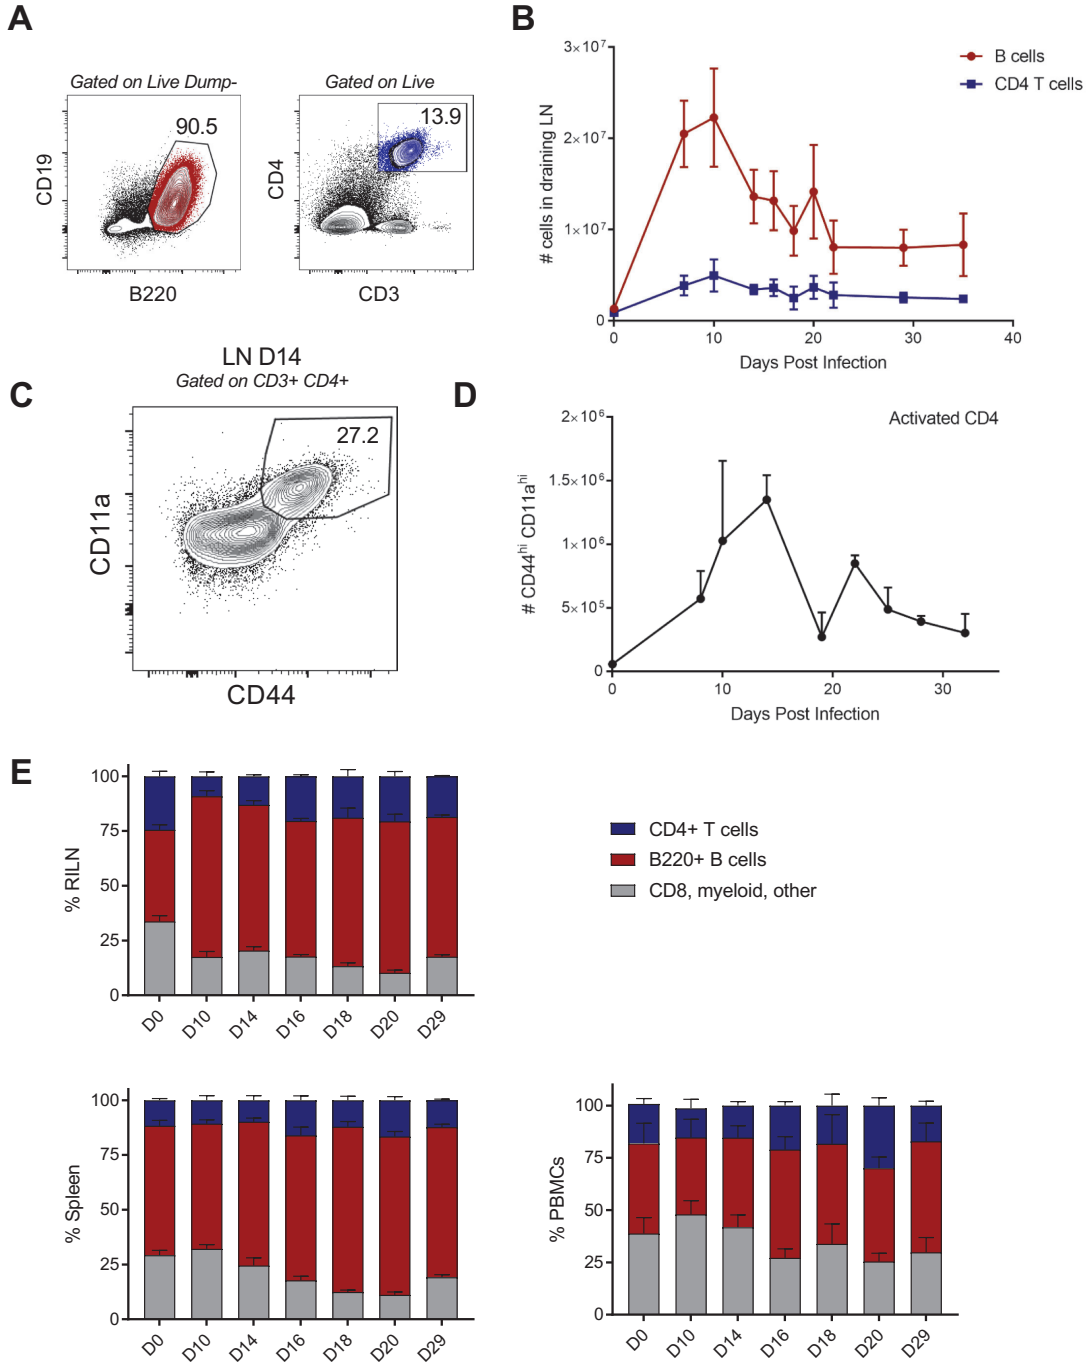 A
Gated on Live Dump-
90.5
CD19
B220
Gated on Live
13.9
CD4
CD3
B
3×10⁷
2×10⁷
1×10⁷
0
# cells in draining LN
0 10 20 30 40
Days Post Infection
B cells
CD4 T cells
C
LN D14
Gated on CD3+ CD4+
27.2
CD11a
CD44
D
Activated CD4
2×10⁶
1.5×10⁶
1×10⁶
5×10⁵
0
# CD44ʰⁱ CD11aʰⁱ
0 10 20 30
Days Post Infection
E
100
75
50
25
0
% RILN
D0 D10 D14 D16 D18 D20 D29
CD4+ T cells
B220+ B cells
CD8, myeloid, other
100
75
50
25
0
% Spleen
D0 D10 D14 D16 D18 D20 D29
100
75
50
25
0
% PBMCs
D0 D10 D14 D16 D18 D20 D29